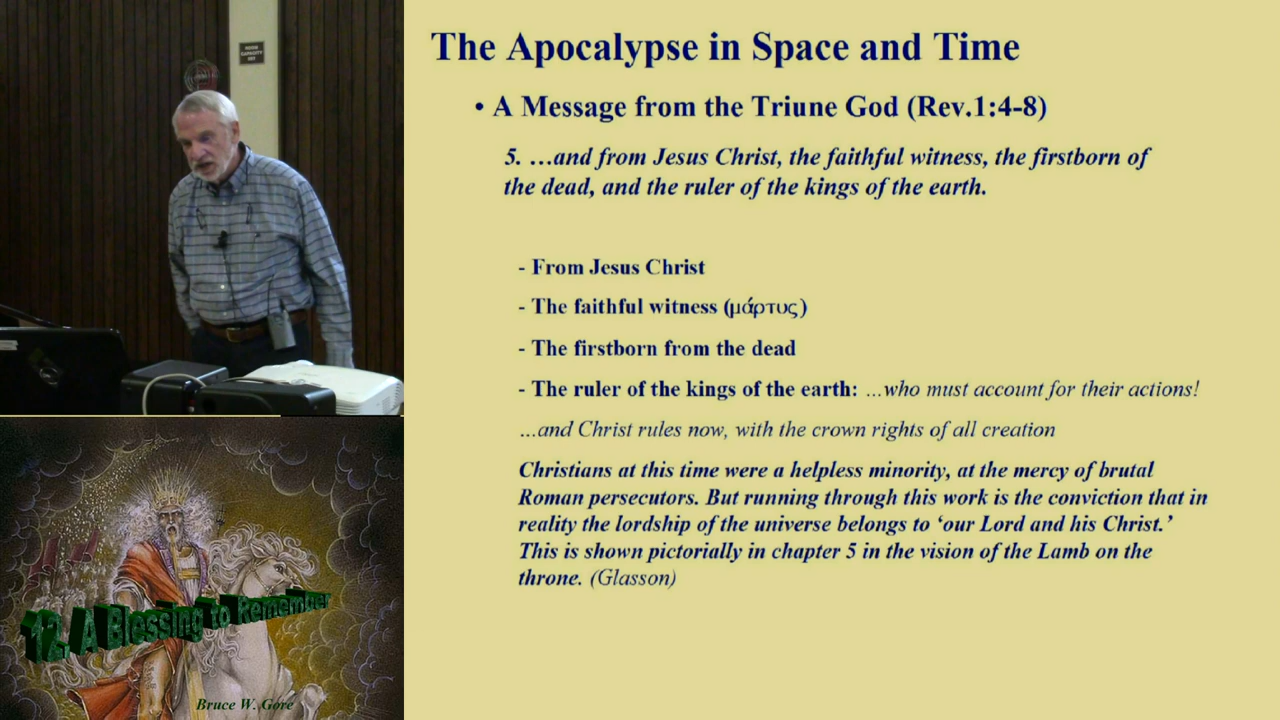 The Apocalypse in Space and Time
• A Message from the Triune God (Rev.1:4-8)
5. …and from Jesus Christ, the faithful witness, the firstborn of
the dead, and the ruler of the kings of the earth.
- From Jesus Christ
- The faithful witness (μάρτυς)
- The firstborn from the dead
- The ruler of the kings of the earth: …who must account for their actions!
…and Christ rules now, with the crown rights of all creation
Christians at this time were a helpless minority, at the mercy of brutal
Roman persecutors. But running through this work is the conviction that in
reality the lordship of the universe belongs to ‘our Lord and his Christ.’
This is shown pictorially in chapter 5 in the vision of the Lamb on the
throne. (Glasson)
12. A Blessing to Remember
Bruce W. Gore